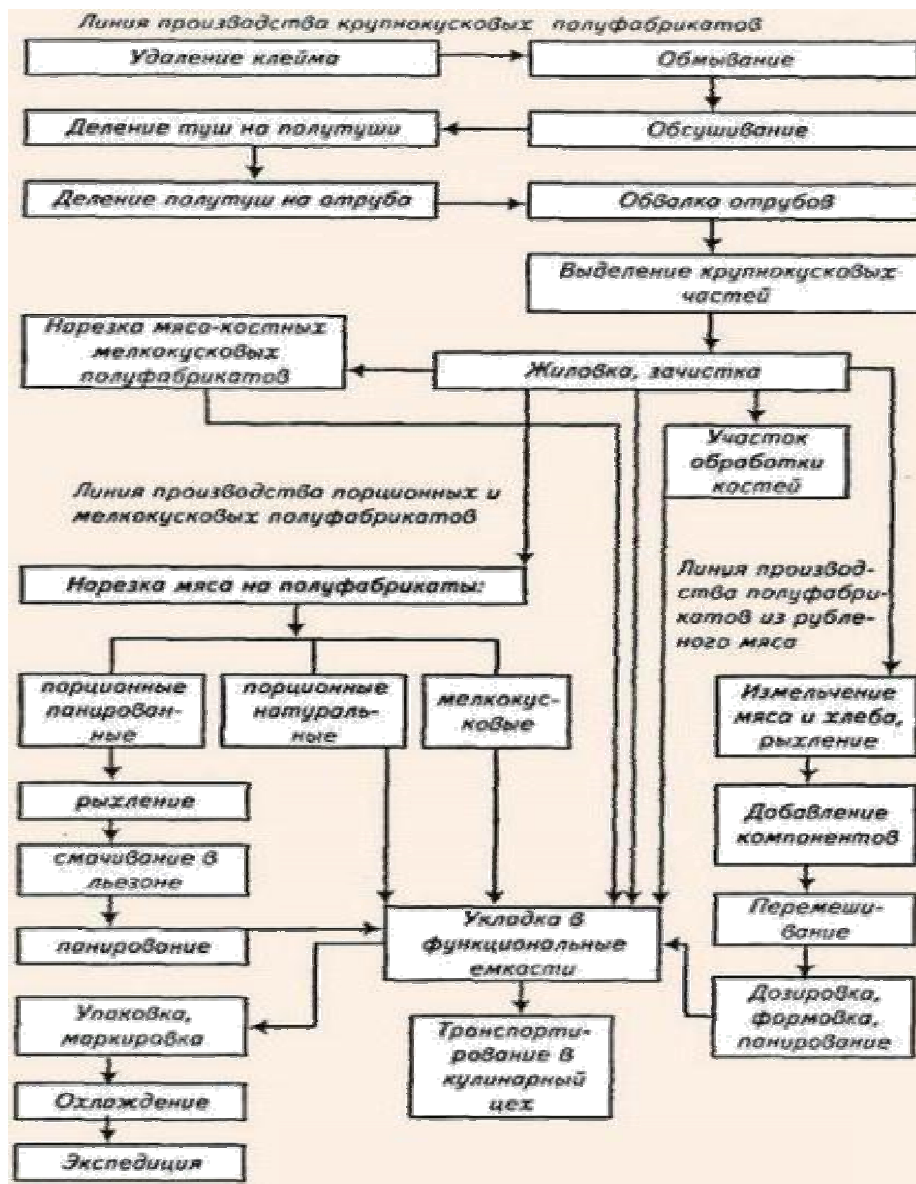 Линия производства крупнокусковых полуфабрикатов
Удаление клейма
Обмывание
Деление туш на полутуши
Обсушивание
Деление полутуш на отруба
Обвалка отрубов
Выделение крупнокусковых
частей
Нарезка мяса-костных
мелкокусковых
полуфабрикатов
Жиловка, зачистка
Участок
обработки
костей
Линия производства порционных и
мелкокусковых полуфабрикатов
Нарезка мяса на полуфабрикаты:
Линия производ-
ства полуфабри-
катов из рубле-
ного мяса
порционные
панирован-
ные
порционные
натураль-
ные
мелкокус-
ковые
Измельчение
мяса и хлеба,
рыхление
рыхление
Добавление
компонентов
смачивание в
льезоне
Перемеши-
вание
панирование
Укладка в
функциональные
емкасти
Дозировка,
формовка,
панирование
Упаковка,
маркировка
Транспорти-
рование в
кулинарный
цех
Охлаждение
Экспедиция